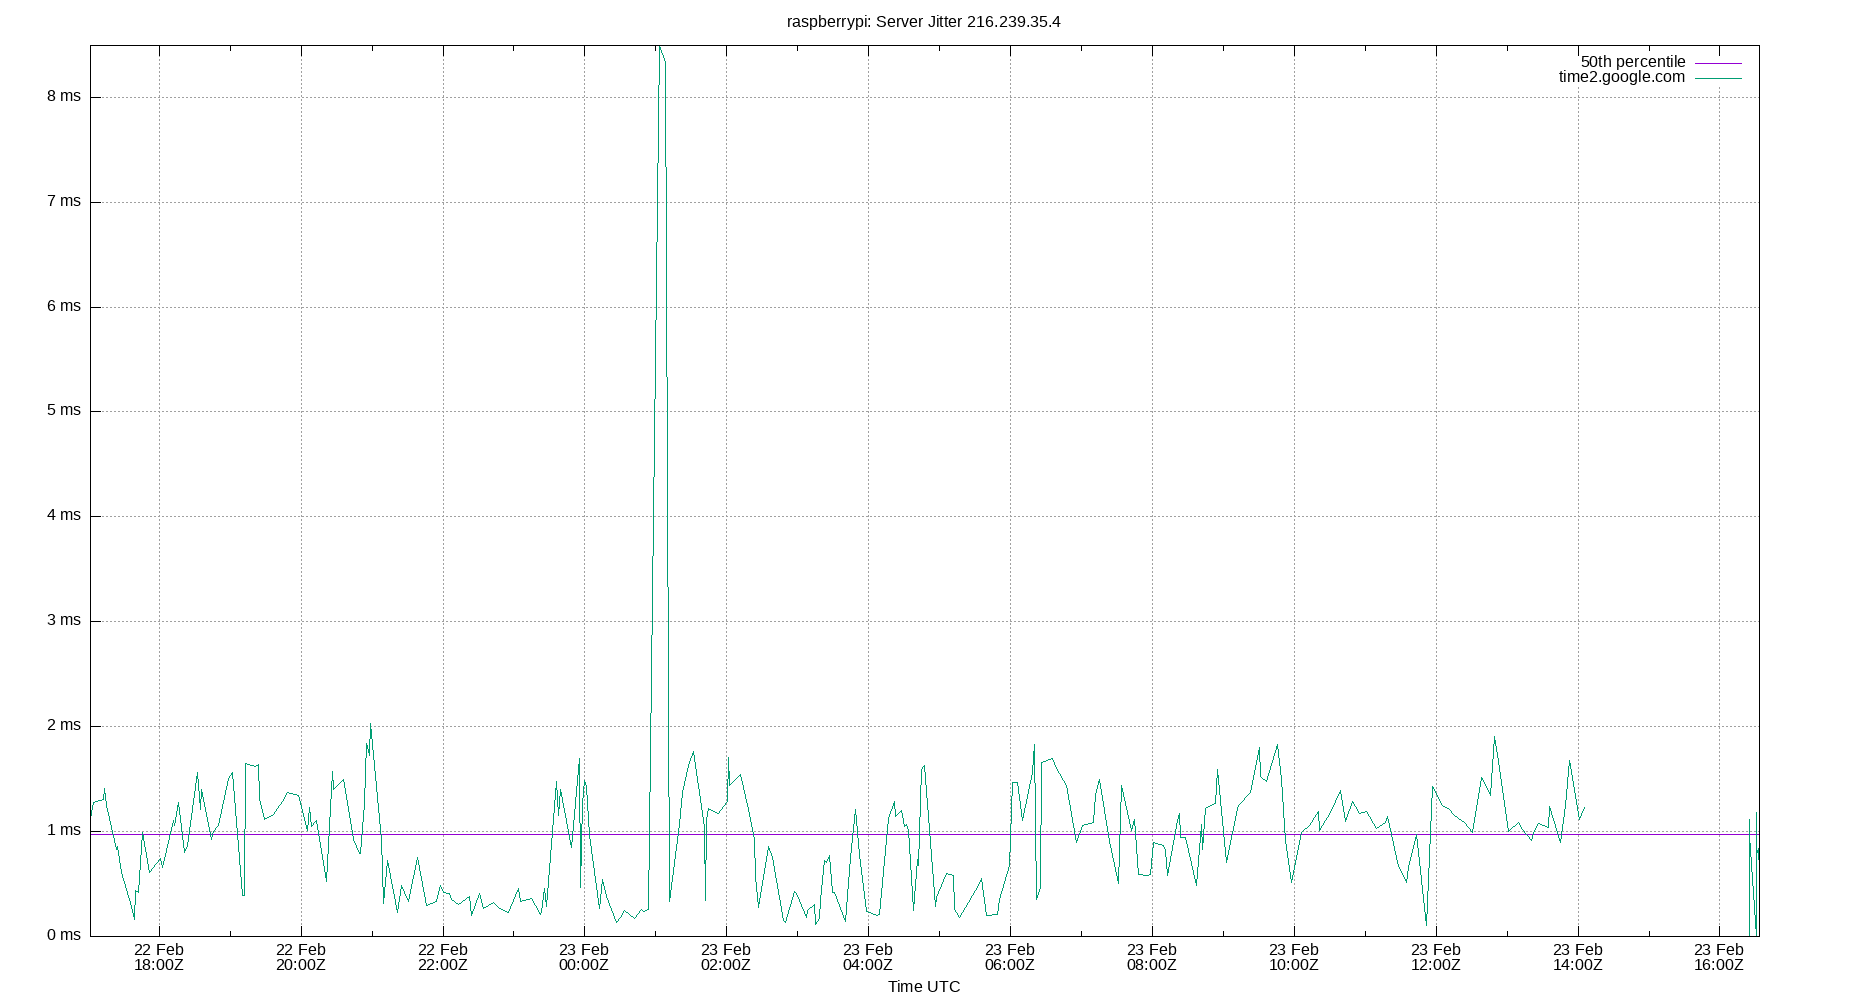 raspberrypi: Server Jitter 216.239.35.4
50th percentile
time2.google.com
8 ms
7 ms
6 ms
5 ms
4 ms
3 ms
2 ms
1 ms
0 ms
22 Feb 22 Feb 22 Feb 23 Feb 23 Feb 23 Feb 23 Feb 23 Feb 23 Feb 23 Feb 23 Feb 23 Feb
18:00Z 20:00Z 22:00Z 00:00Z 02:00Z 04:00Z 06:00Z 08:00Z 10:00Z 12:00Z 14:00Z 16:00Z
Time UTC